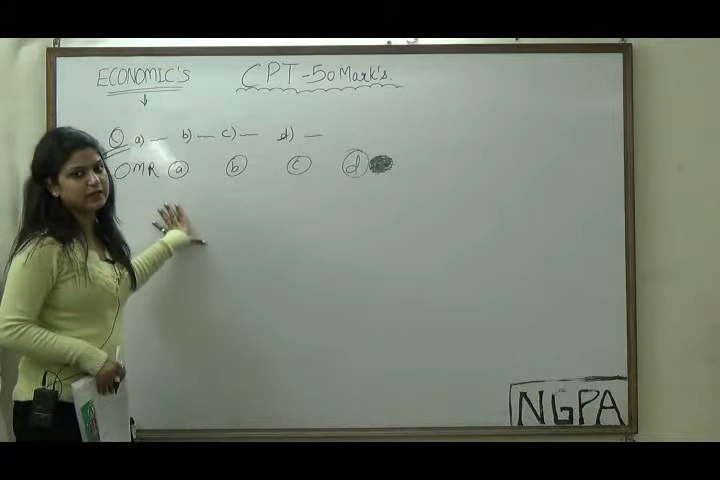 ECONOMIC'S CPT - 50 Mark's.
Q a) — b) — c) — d) —
OMR a b c d
NGPA